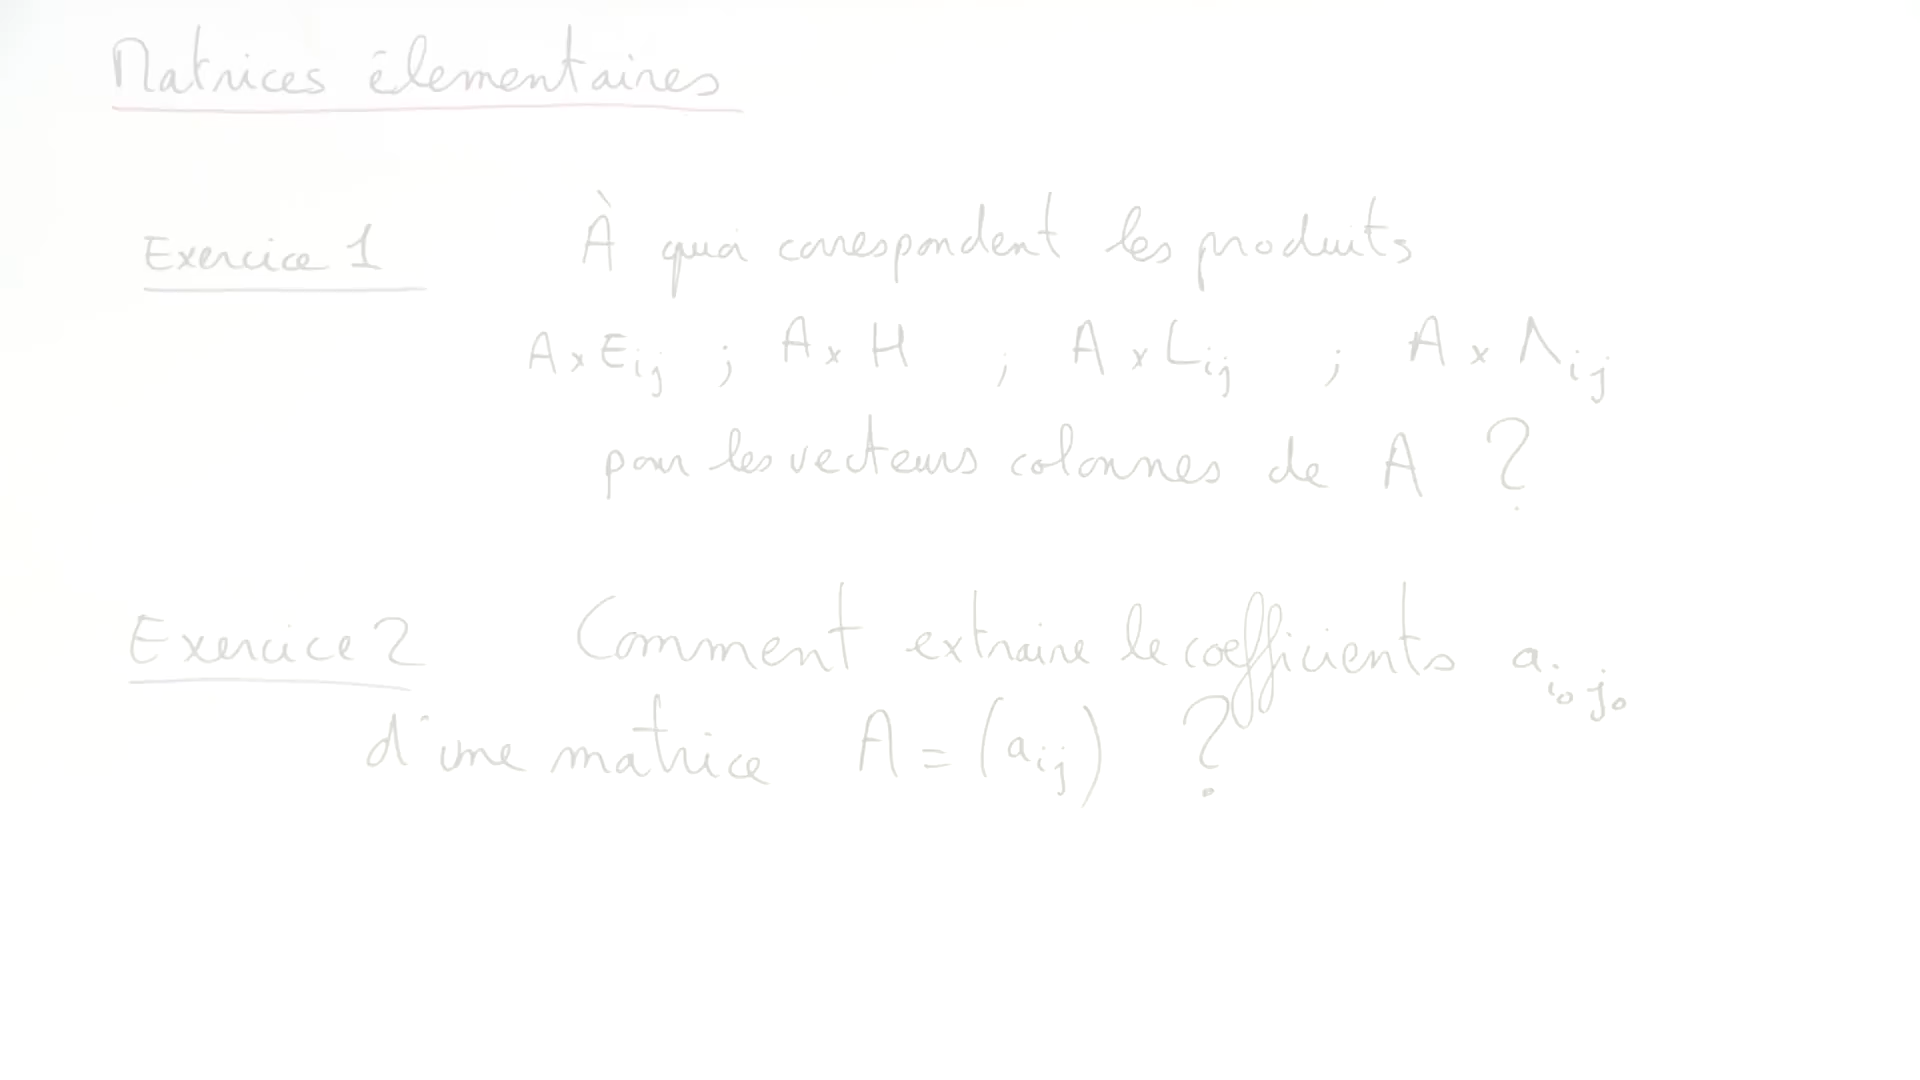 Matrices élementaires
Exercice 1 À quoi correspondent les produits
A x Eij ; A x H ; A x Lij ; A x Λij
pour les vecteurs colonnes de A ?
Exercice 2 Comment extraire le coefficients ai₀j₀
d'une matrice A = (aij) ?